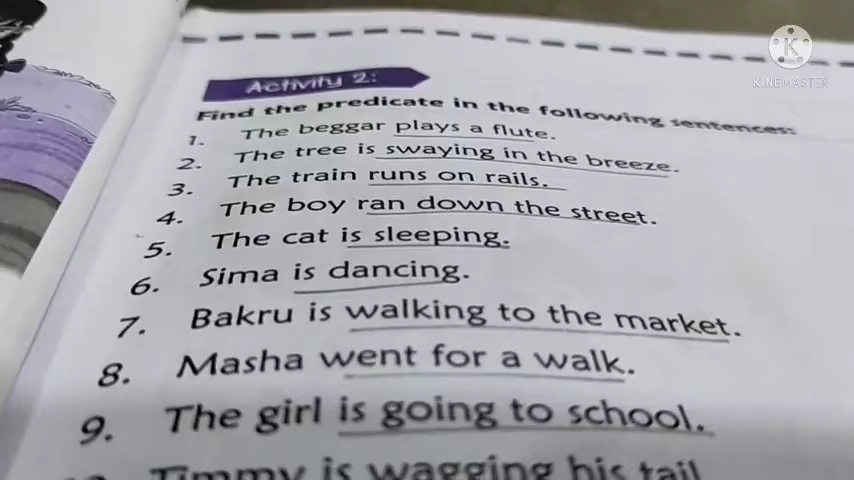 K
KINEMASTER
Activity 2:
Find the predicate in the following sentences:
1. The beggar plays a flute.
2. The tree is swaying in the breeze.
3. The train runs on rails.
4. The boy ran down the street.
5. The cat is sleeping.
6. Sima is dancing.
7. Bakru is walking to the market.
8. Masha went for a walk.
9. The girl is going to school.
Timmy is wagging his tail